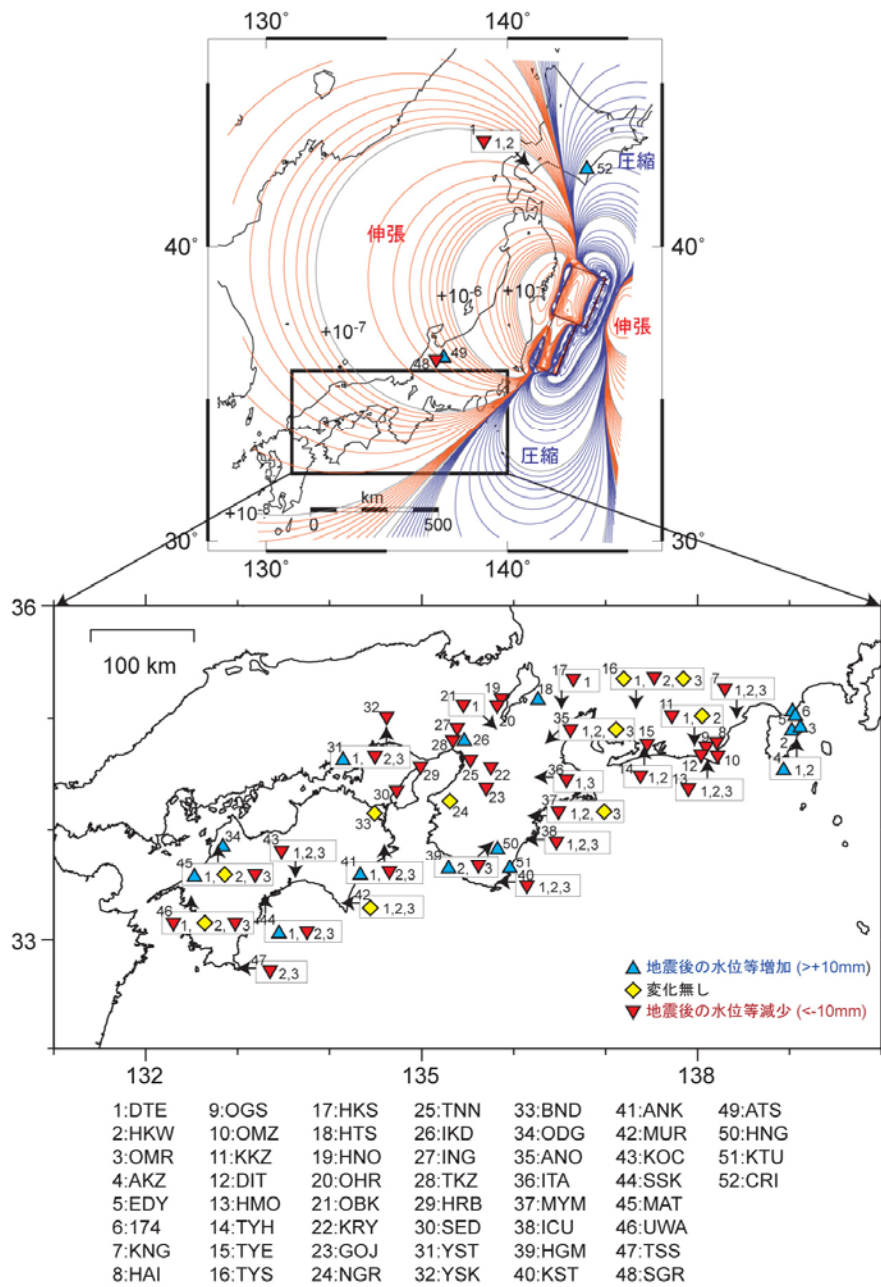 130° 140°
1
1,2
圧縮
52
伸張
40° 40°
+10-6 +10-
+10-7
伸張
48 49
圧縮
+10-8
km
0 500
30° 30°
130° 140°
36
100 km
17 1
16 1, 2, 3
7 1,2,3
32
21 1
19
20
18
11 1, 2
6
5
3
2
4 1,2
31 1, 2,3
27
28
26
35 1,2, 3
15
9
8
12
10
29
25
22
14 1,2
13 1,2,3
30
23
36 1,3
33
24
37 1,2, 3
34
43 1,2,3
50
38 1,2,3
45 1, 2, 3
41 1, 2,3
39 2, 3
51
40 1,2,3
42 1,2,3
46 1, 2, 3
44 1, 2,3
33
47 2,3
地震後の水位等増加 (>+10mm)
変化無し
地震後の水位等減少 (<-10mm)
132 135 138
1:DTE 9:OGS 17:HKS 25:TNN 33:BND 41:ANK 49:ATS
2:HKW 10:OMZ 18:HTS 26:IKD 34:ODG 42:MUR 50:HNG
3:OMR 11:KKZ 19:HNO 27:ING 35:ANO 43:KOC 51:KTU
4:AKZ 12:DIT 20:OHR 28:TKZ 36:ITA 44:SSK 52:CRI
5:EDY 13:HMO 21:OBK 29:HRB 37:MYM 45:MAT
6:174 14:TYH 22:KRY 30:SED 38:ICU 46:UWA
7:KNG 15:TYE 23:GOJ 31:YST 39:HGM 47:TSS
8:HAI 16:TYS 24:NGR 32:YSK 40:KST 48:SGR